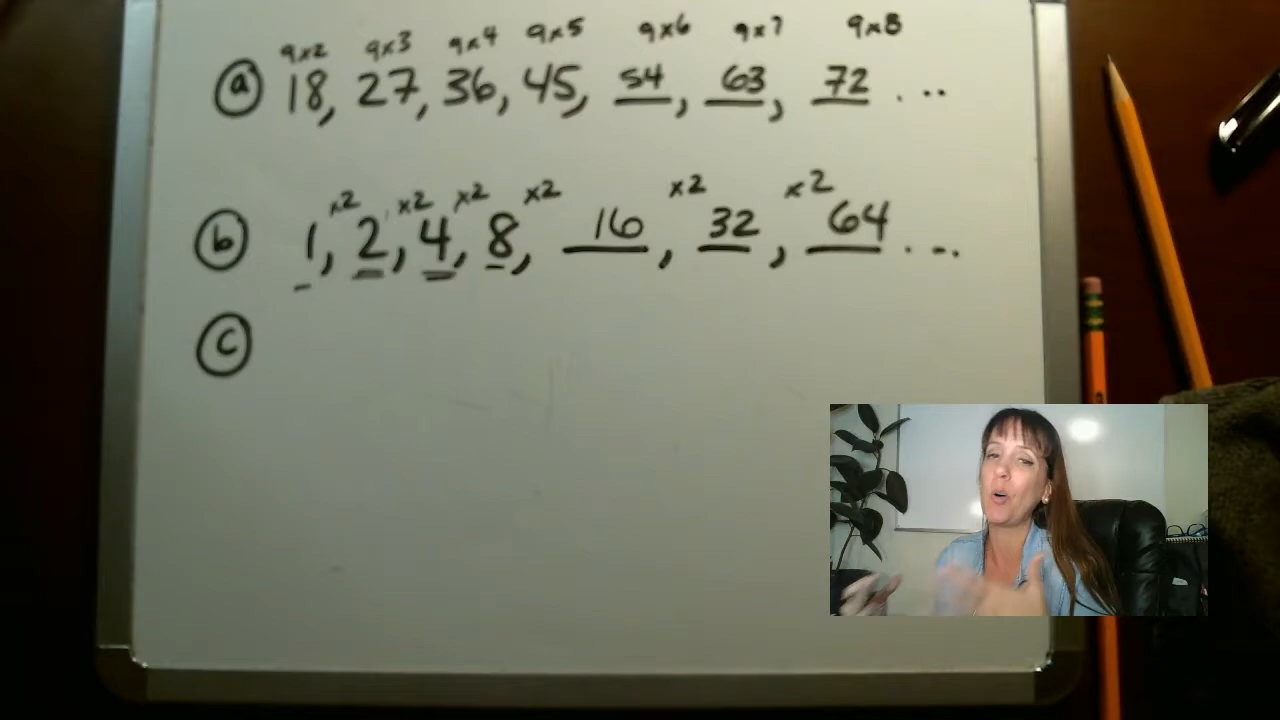 9x2 9x3 9x4 9x5 9x6 9x7 9x8
a 18, 27, 36, 45, 54, 63, 72 ...
x2 x2 x2 x2 x2 x2
b 1, 2, 4, 8, 16, 32, 64 ...
c